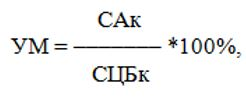 САк
УМ = ———— *100%,
СЦБк